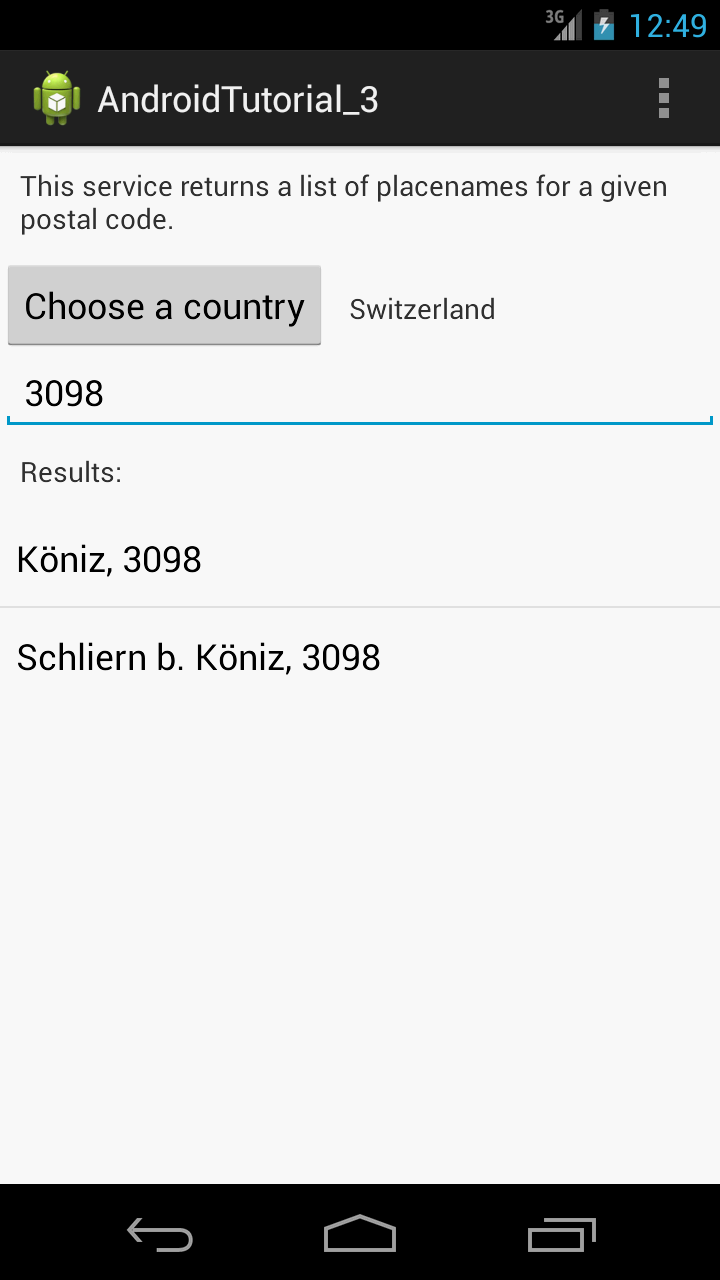 3G 12:49
AndroidTutorial_3
This service returns a list of placenames for a given
postal code.
Choose a country Switzerland
3098
Results:
Köniz, 3098
Schliern b. Köniz, 3098